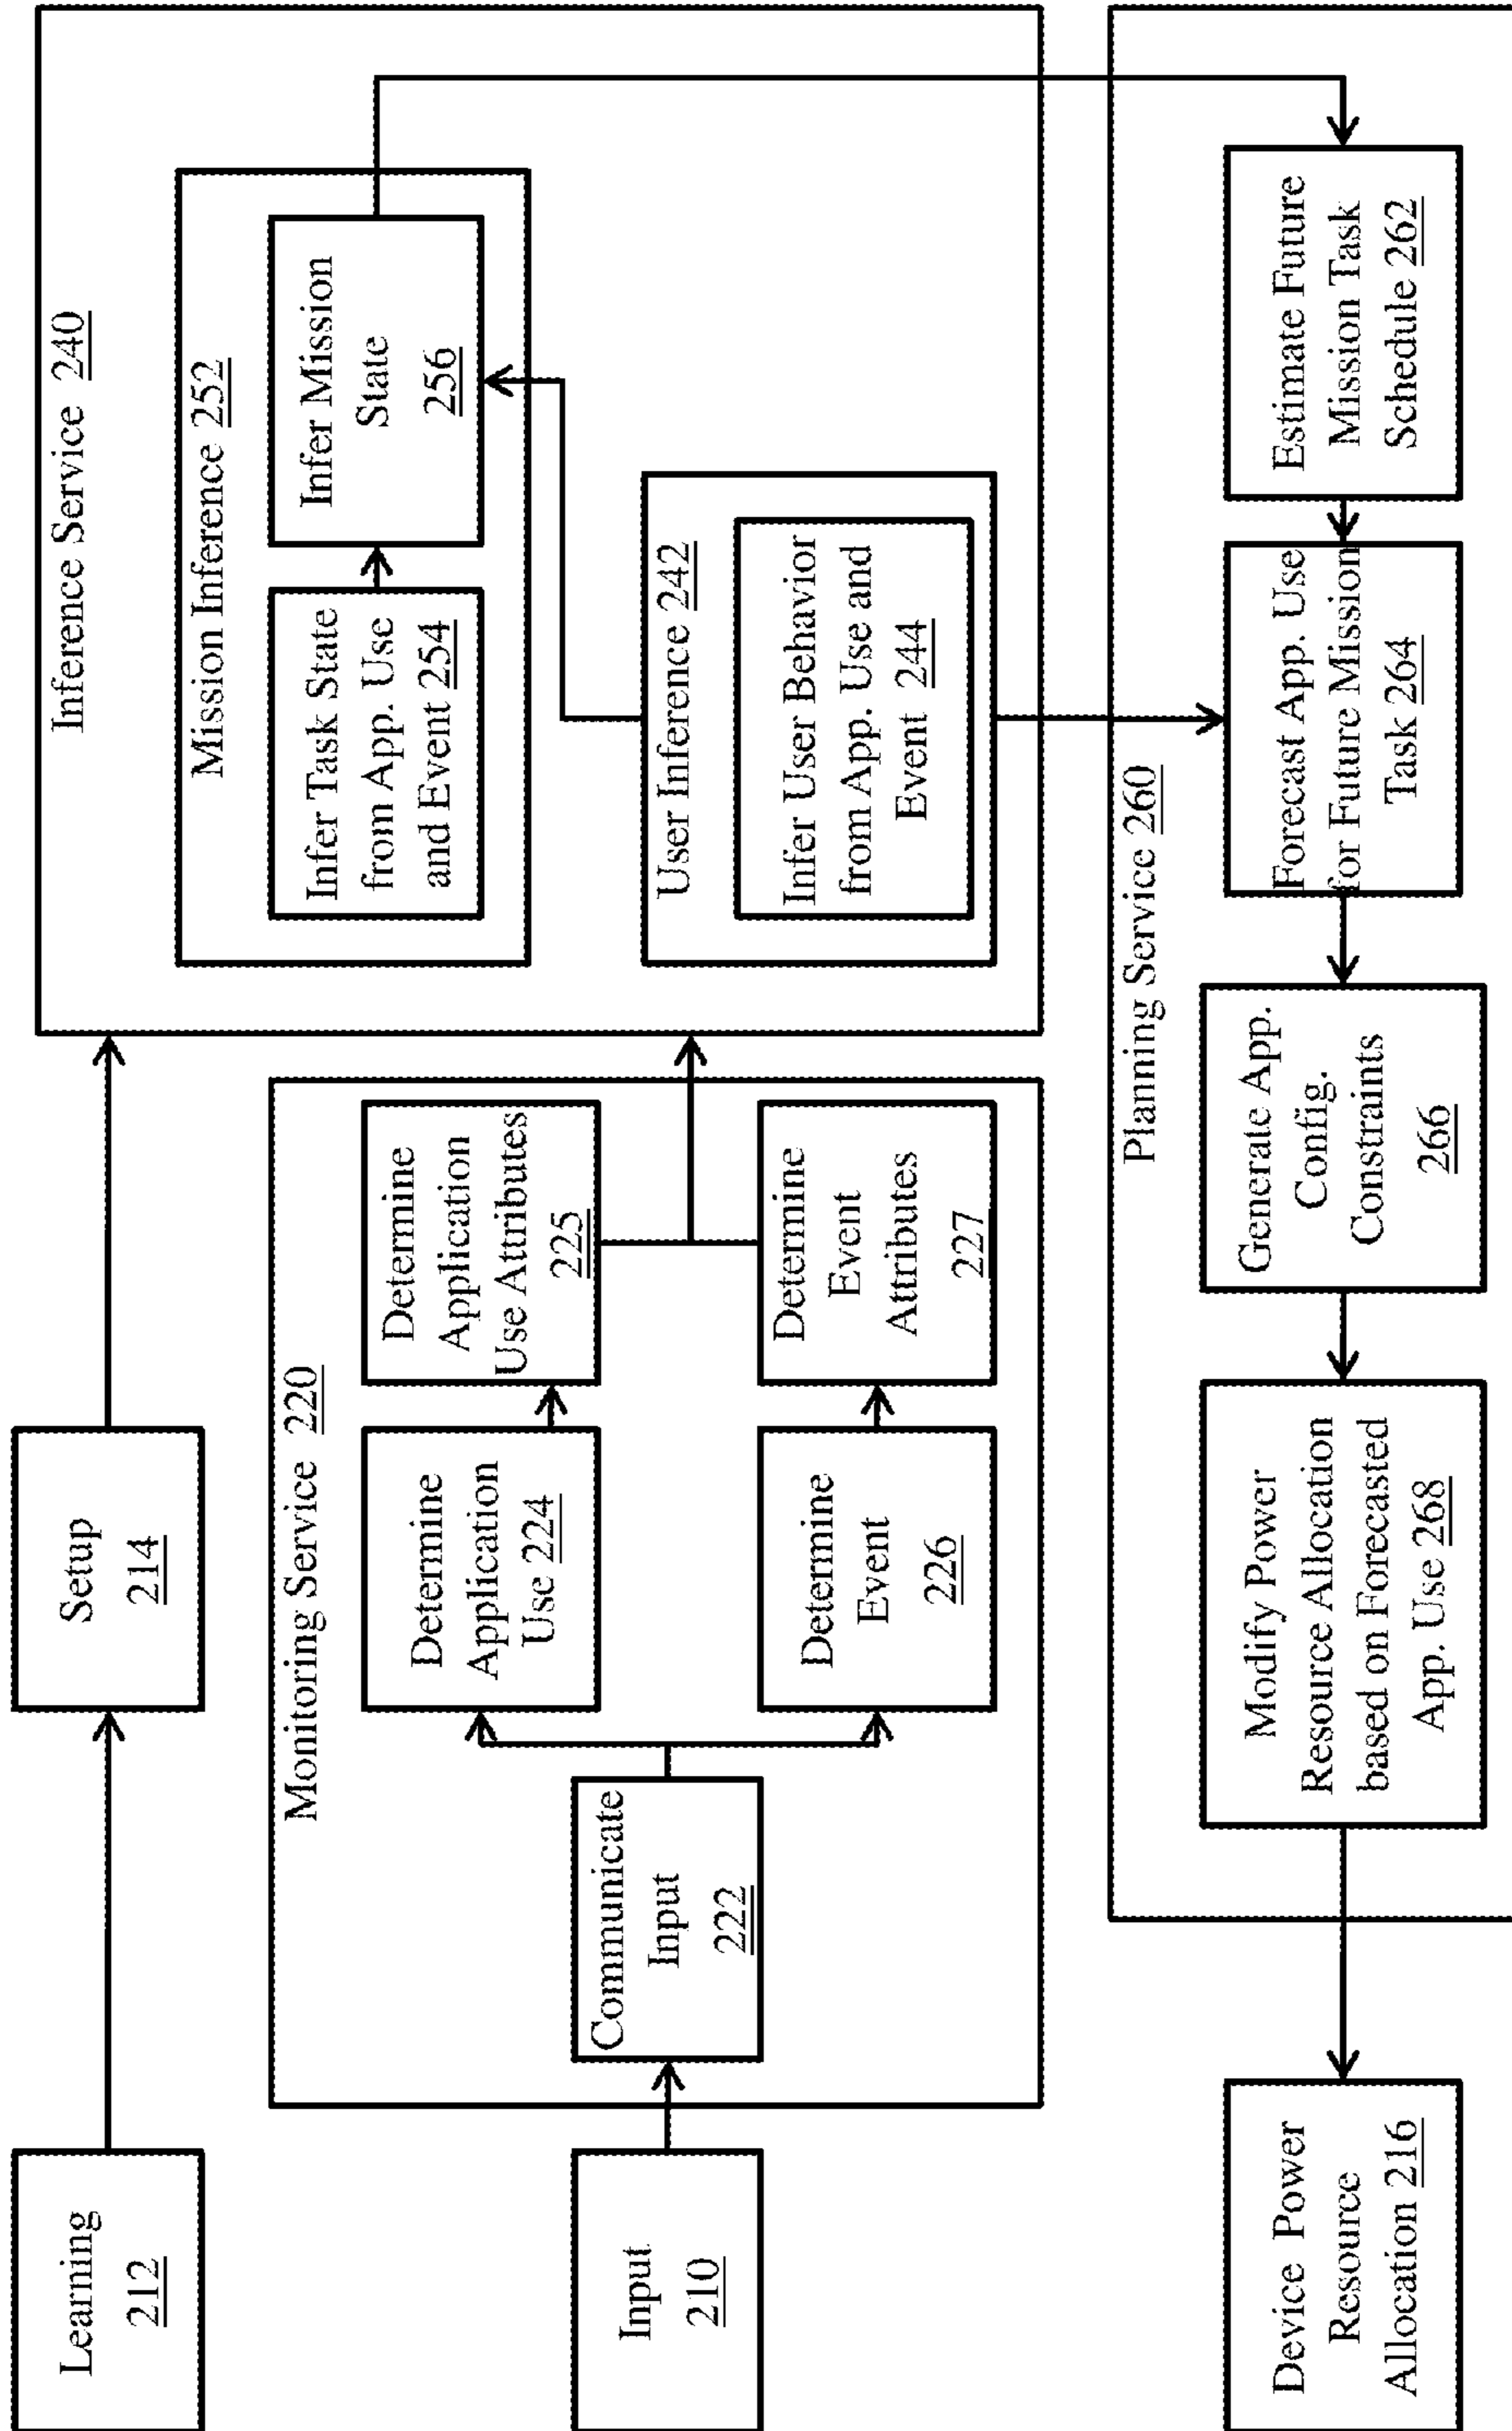 Learning
212
Setup
214
Input
210
Monitoring Service 220
Communicate
Input
222
Determine
Application
Use 224
Determine
Application
Use Attributes
225
Determine
Event
226
Determine
Event
Attributes
227
Inference Service 240
Mission Inference 252
Infer Task State
from App. Use
and Event 254
Infer Mission
State
256
User Inference 242
Infer User Behavior
from App. Use and
Event 244
Planning Service 260
Estimate Future
Mission Task
Schedule 262
Forecast App. Use
for Future Mission
Task 264
Generate App.
Config.
Constraints
266
Modify Power
Resource Allocation
based on Forecasted
App. Use 268
Device Power
Resource
Allocation 216